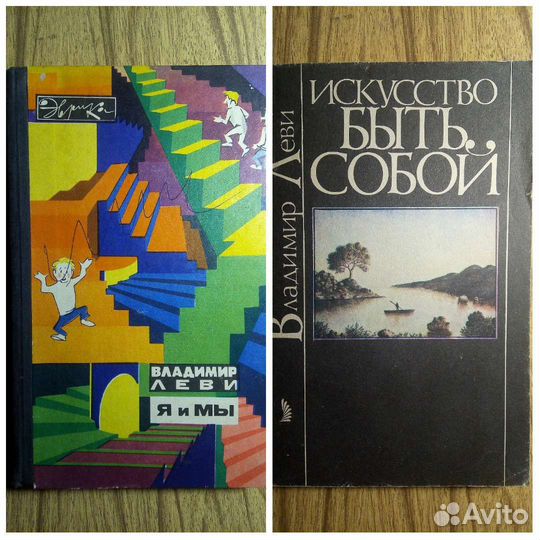 Эврика
ВЛАДИМИР
ЛЕВИ
Я и МЫ
Владимир Леви
ИСКУССТВО
БЫТЬ
СОБОЙ
Avito